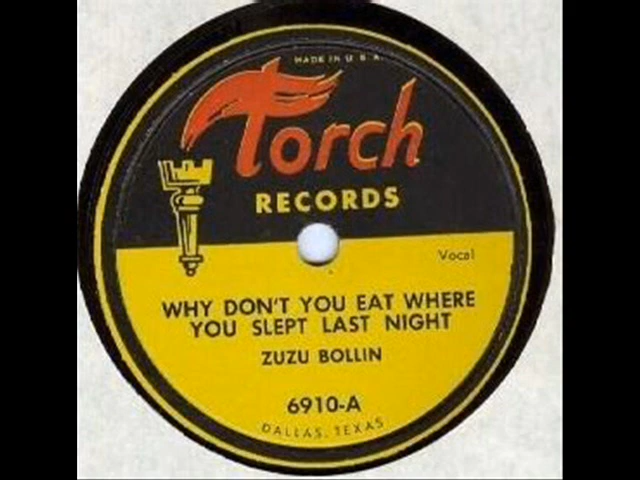 MADE IN U.S.A.
Torch
RECORDS
Vocal
WHY DON'T YOU EAT WHERE
YOU SLEPT LAST NIGHT
ZUZU BOLLIN
6910-A
DALLAS, TEXAS